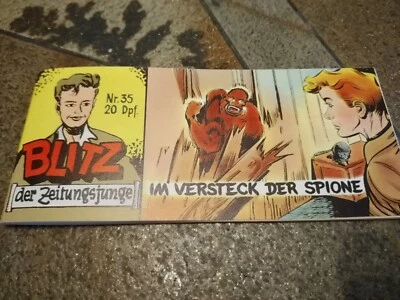 Nr. 35
20 Dpf.
BLITZ
der Zeitungsjunge
IM VERSTECK DER SPIONE